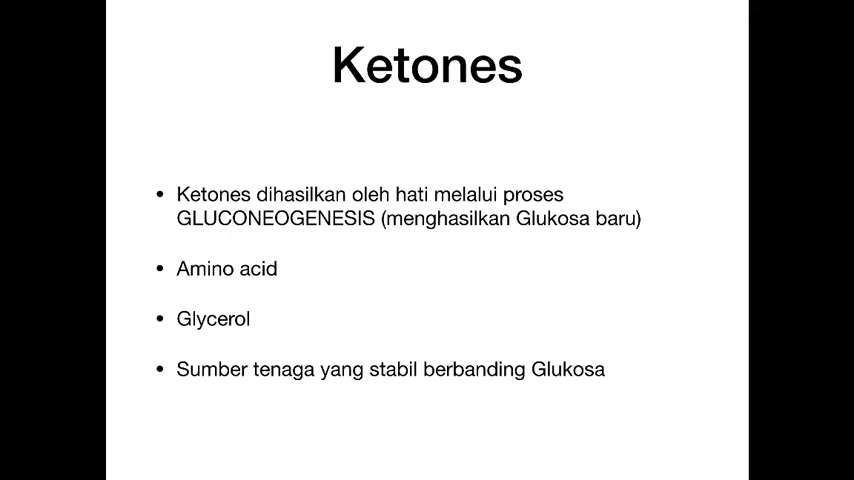 Ketones
• Ketones dihasilkan oleh hati melalui proses
GLUCONEOGENESIS (menghasilkan Glukosa baru)
• Amino acid
• Glycerol
• Sumber tenaga yang stabil berbanding Glukosa